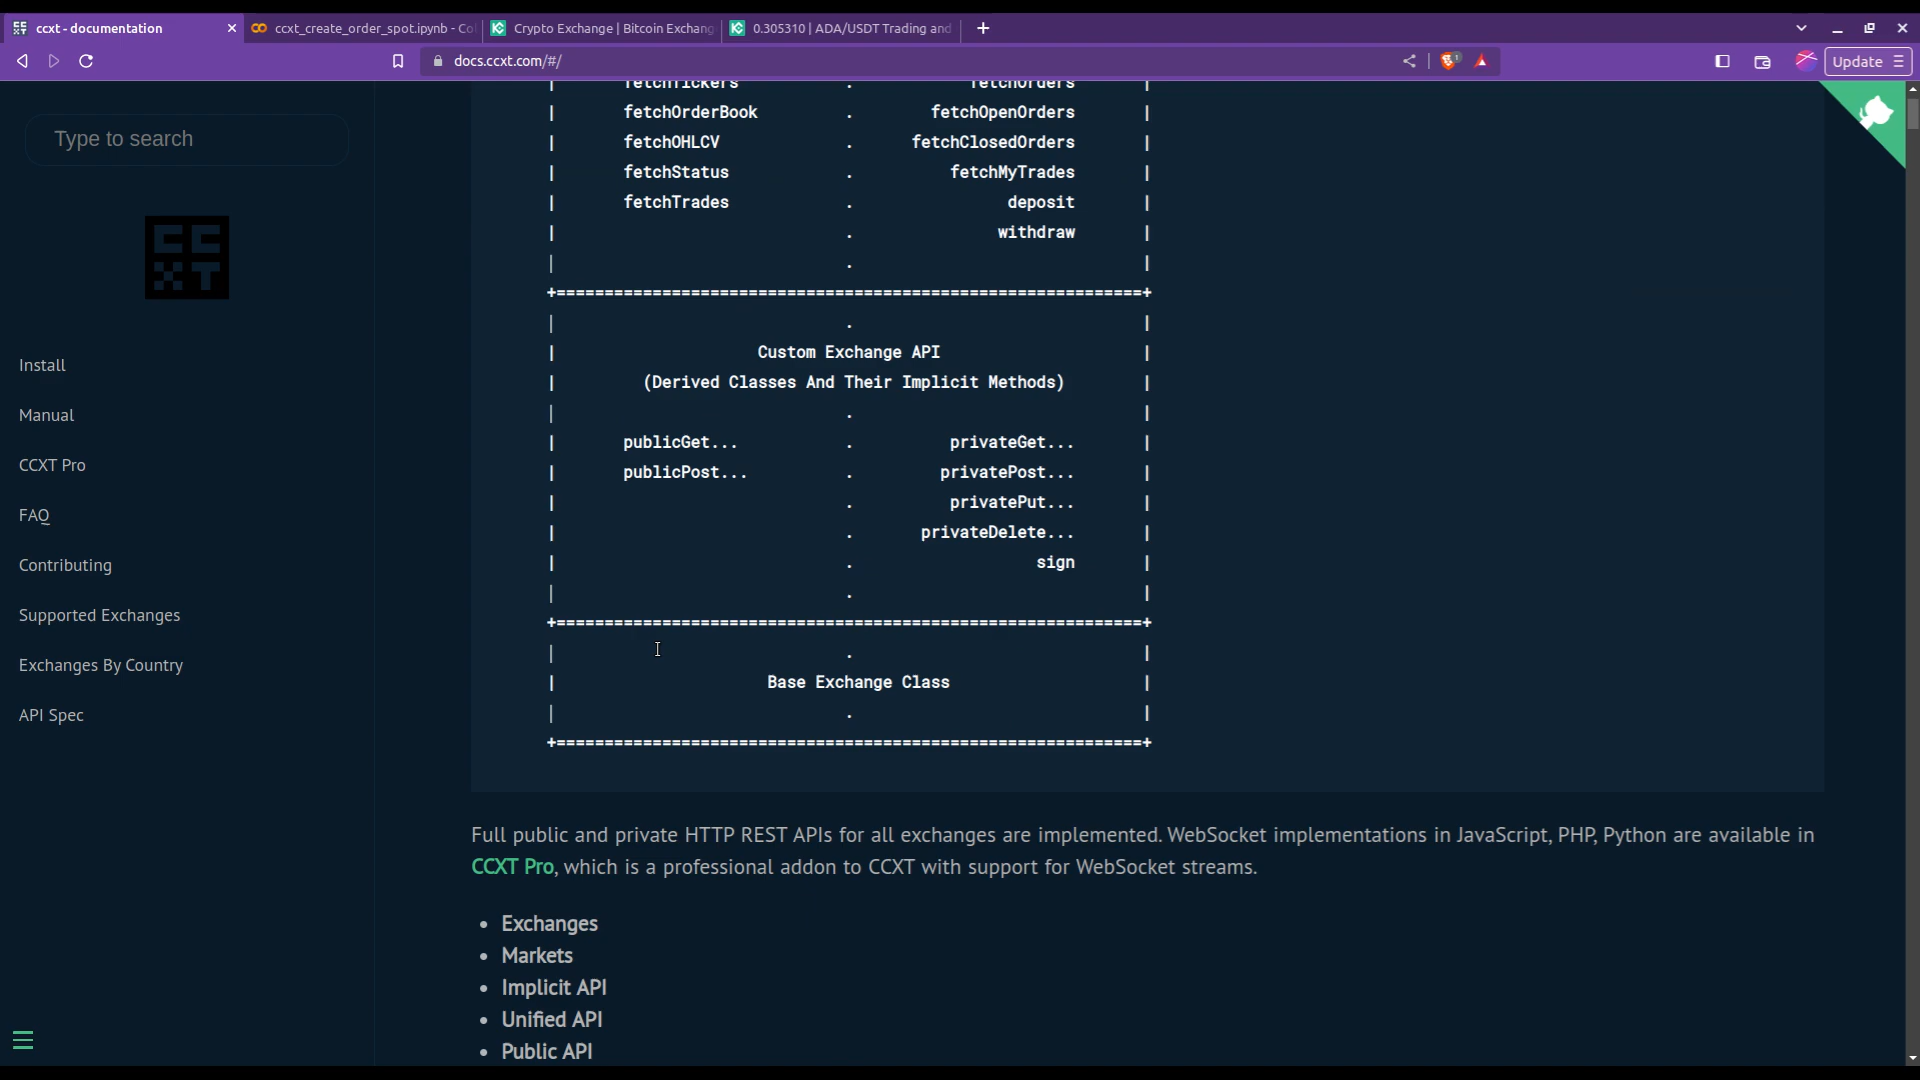 ccxt - documentation
ccxt_create_order_spot.ipynb - Co
Crypto Exchange | Bitcoin Exchang
0.305310 | ADA/USDT Trading and
docs.ccxt.com/#/
1
Update
Type to search
CCXT
Install
Manual
CCXT Pro
FAQ
Contributing
Supported Exchanges
Exchanges By Country
API Spec
| fetchTickers . fetchOrders |
| fetchOrderBook . fetchOpenOrders |
| fetchOHLCV . fetchClosedOrders |
| fetchStatus . fetchMyTrades |
| fetchTrades . deposit |
| . withdraw |
| . |
+=============================================================+
| . |
| Custom Exchange API |
| (Derived Classes And Their Implicit Methods) |
| . |
| publicGet... . privateGet... |
| publicPost... . privatePost... |
| . privatePut... |
| . privateDelete... |
| . sign |
| . |
+=============================================================+
| . |
| Base Exchange Class |
| . |
+=============================================================+
Full public and private HTTP REST APIs for all exchanges are implemented. WebSocket implementations in JavaScript, PHP, Python are available in
CCXT Pro, which is a professional addon to CCXT with support for WebSocket streams.
• Exchanges
• Markets
• Implicit API
• Unified API
• Public API